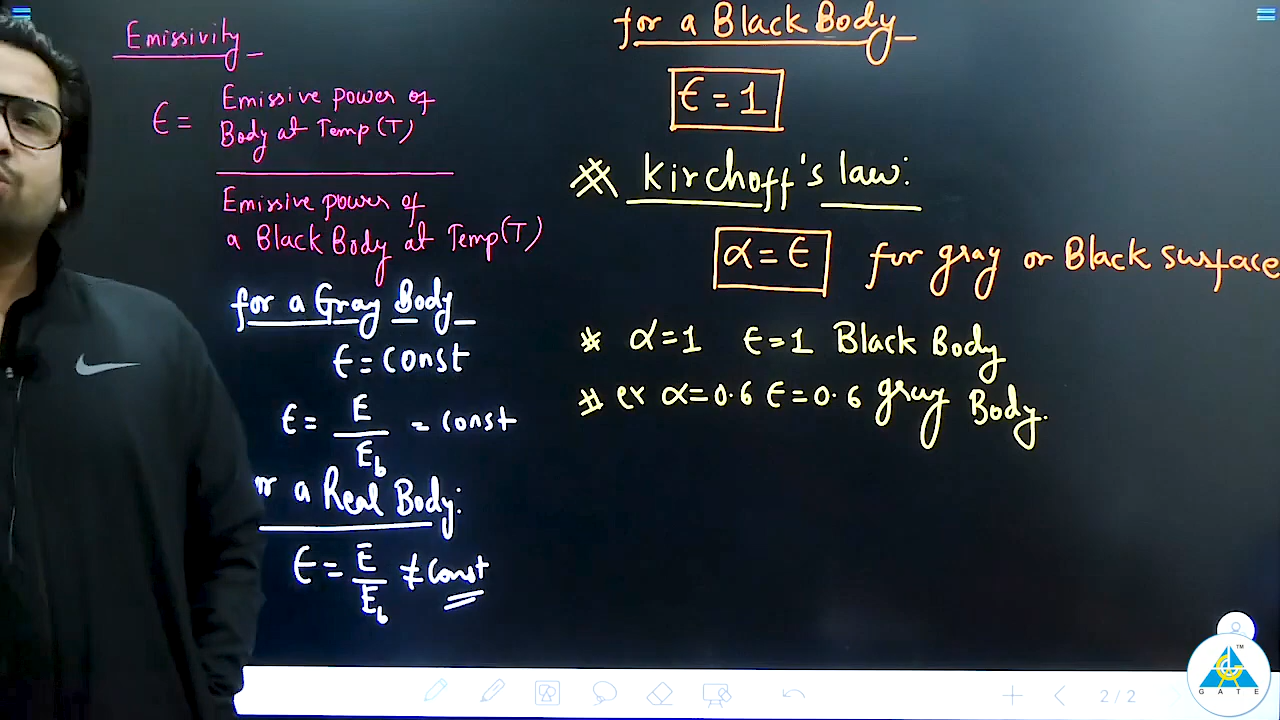 Emissivity
ϵ = Emissive power of
Body at Temp(T)
Emissive power of
a Black Body at Temp(T)
for a Gray Body
ϵ = Const
ϵ = E / E_b = Const
or a Real Body:
ϵ = E / E_b ≠ Const
for a Black Body
ϵ = 1
* Kirchoff's law:
α = ϵ for gray or Black surface
* α=1 ϵ=1 Black Body
* ex α=0.6 ϵ=0.6 gray Body.
2 / 2
TM
GATE